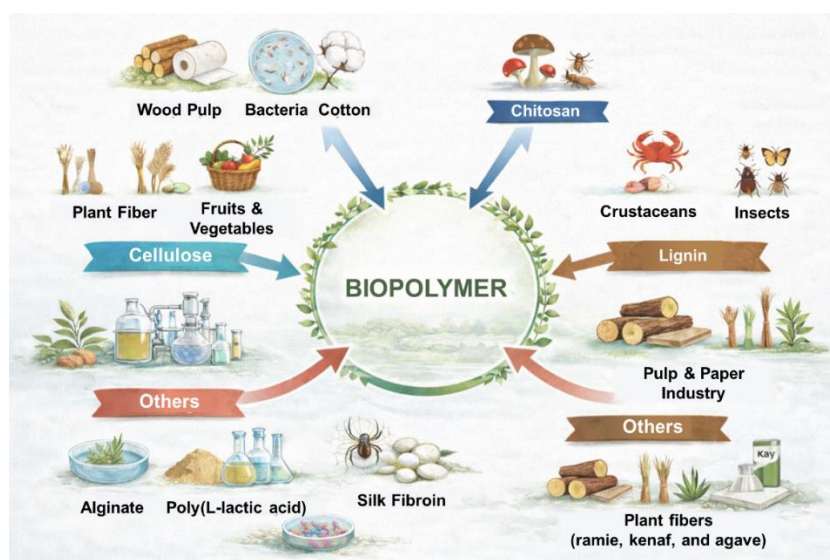 Wood Pulp Bacteria Cotton
Chitosan
Plant Fiber
Fruits &
Vegetables
Crustaceans
Insects
Cellulose
BIOPOLYMER
Lignin
Pulp & Paper
Industry
Others
Others
Alginate
Poly(L-lactic acid)
Silk Fibroin
Kay
Plant fibers
(ramie, kenaf, and agave)